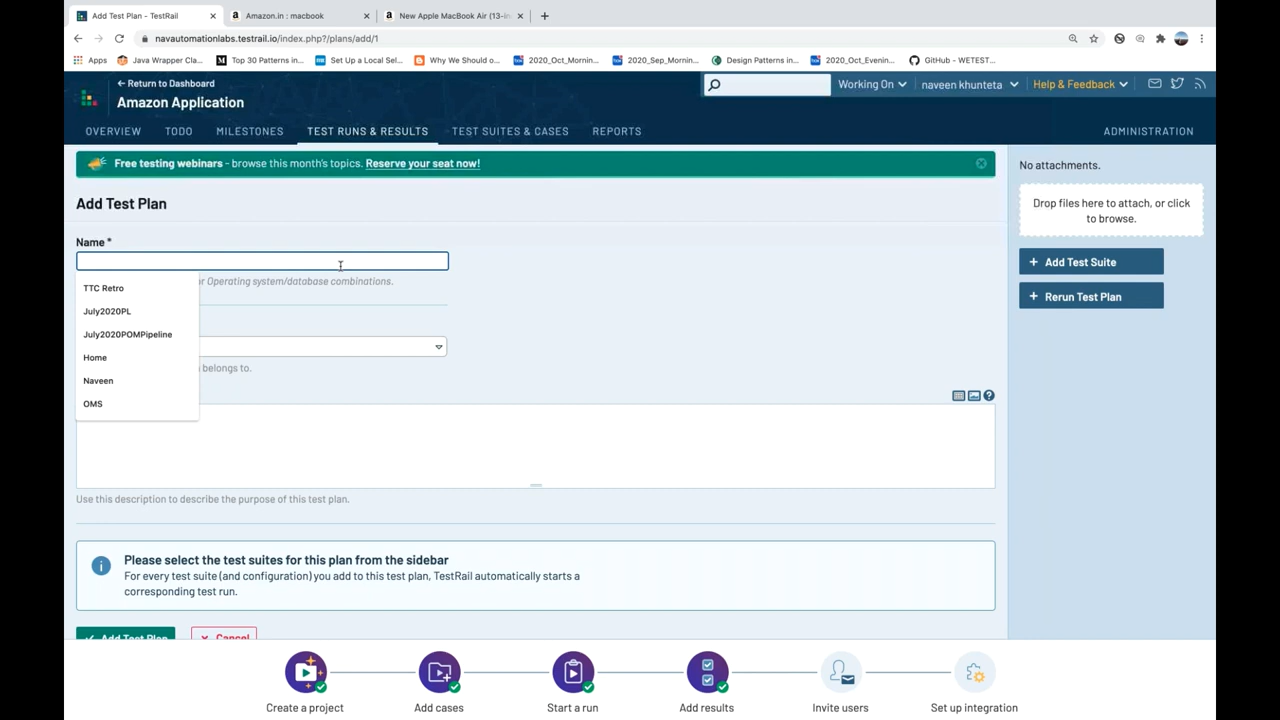 Add Test Plan - TestRail
Amazon.in : macbook
New Apple MacBook Air (13-in
navautomationlabs.testrail.io/index.php?/plans/add/1
Apps
Java Wrapper Cla...
Top 30 Patterns in...
Set Up a Local Sel...
Why We Should o...
2020_Oct_Mornin...
2020_Sep_Mornin...
Design Patterns in...
2020_Oct_Evenin...
GitHub - WETEST...
← Return to Dashboard
Amazon Application
Working On
naveen khunteta
Help & Feedback
OVERVIEW
TODO
MILESTONES
TEST RUNS & RESULTS
TEST SUITES & CASES
REPORTS
ADMINISTRATION
Free testing webinars - browse this month's topics. Reserve your seat now!
No attachments.
Drop files here to attach, or click
to browse.
+ Add Test Suite
+ Rerun Test Plan
Add Test Plan
Name *
or Operating system/database combinations.
TTC Retro
July2020PL
July2020POMPipeline
Home
Naveen
OMS
belongs to.
Use this description to describe the purpose of this test plan.
Please select the test suites for this plan from the sidebar
For every test suite (and configuration) you add to this test plan, TestRail automatically starts a
corresponding test run.
Add Test Plan
Cancel
Create a project
Add cases
Start a run
Add results
Invite users
Set up integration